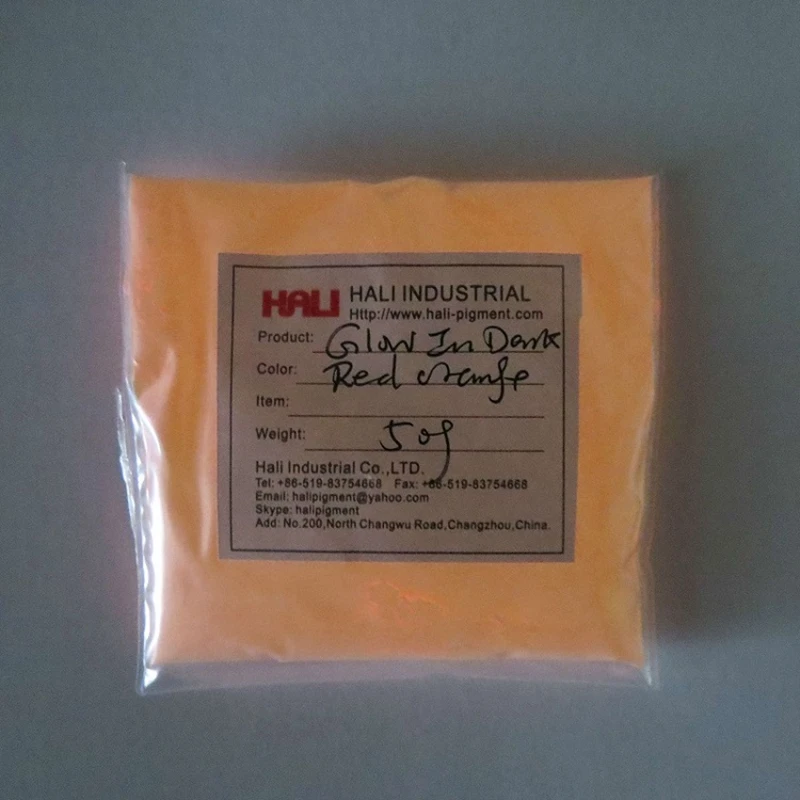 HALI HALI INDUSTRIAL
Http://www.hali-pigment.com
Product: Glow In Dark
Color: Red orange
Item:
Weight: 50g
Hali Industrial Co.,LTD.
Tel: +86-519-83754668 Fax: +86-519-83754668
Email: halipigment@yahoo.com
Skype: halipigment
Add: No.200,North Changwu Road,Changzhou,China.